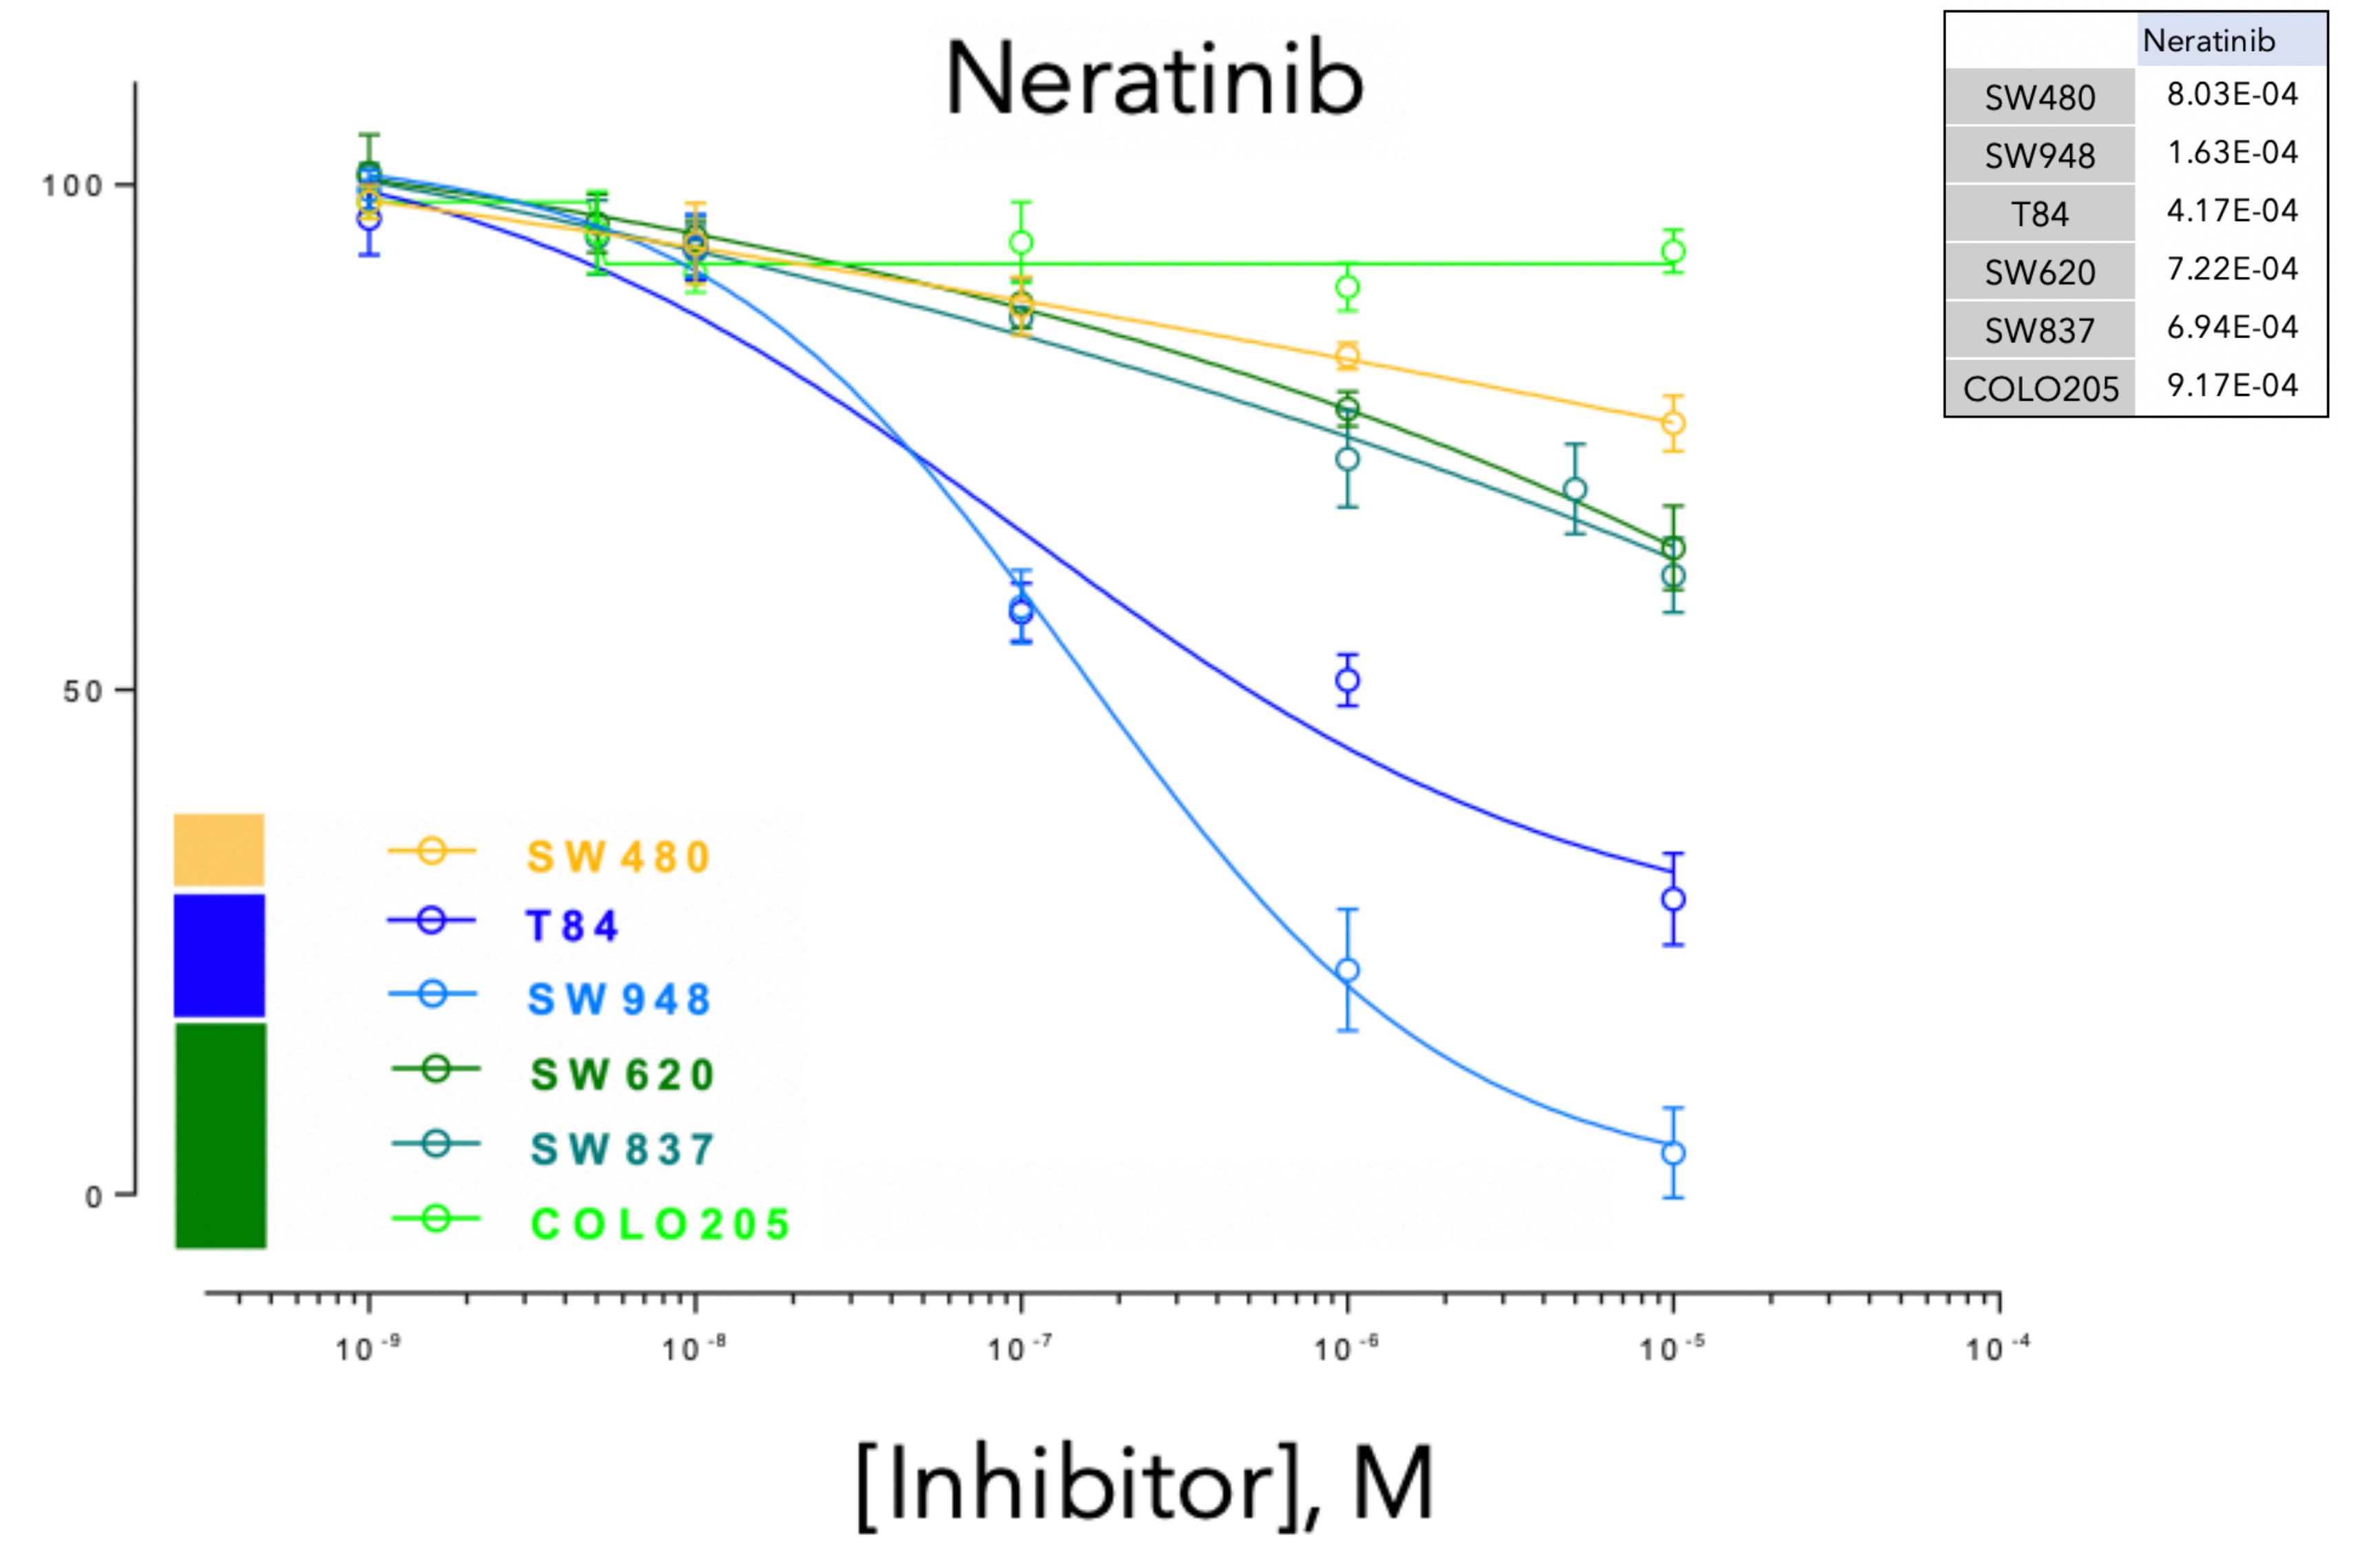 Neratinib
Neratinib
SW480 8.03E-04
SW948 1.63E-04
T84 4.17E-04
SW620 7.22E-04
SW837 6.94E-04
COLO205 9.17E-04
100
50
0
SW480
T84
SW948
SW620
SW837
COLO205
10-9 10-8 10-7 10-6 10-5 10-4
[Inhibitor], M